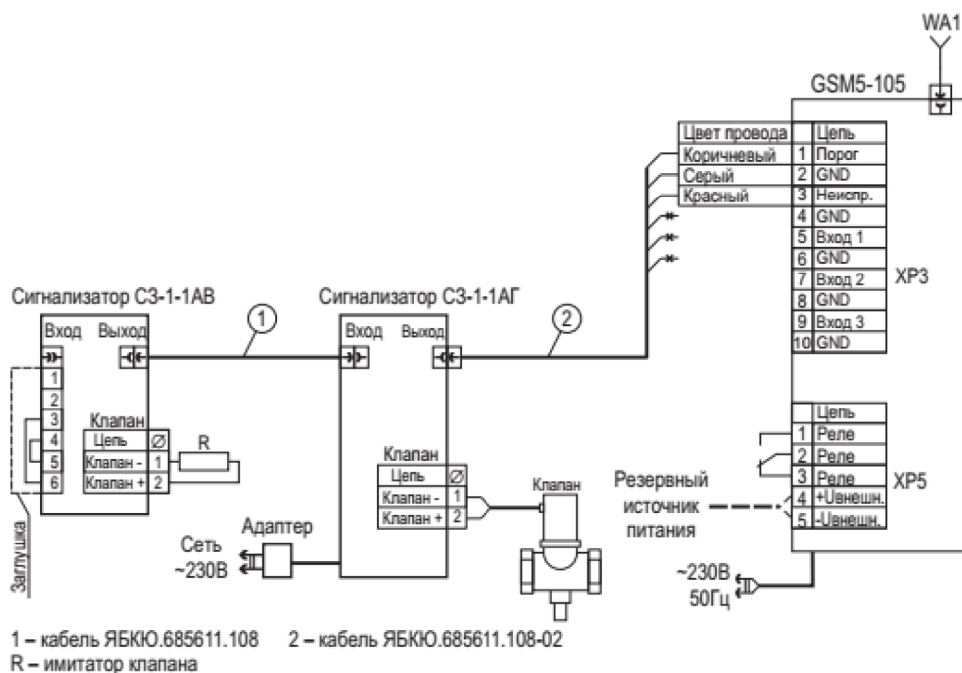 WA1
GSM5-105
Цвет провода Цепь
Коричневый 1 Порог
Серый 2 GND
Красный 3 Неиспр.
4 GND
5 Вход 1
6 GND
7 Вход 2
8 GND
9 Вход 3
10 GND
XP3
Сигнализатор СЗ-1-1АВ
Вход Выход
1
2
3
4
5
6
Клапан
Цепь Ø
Клапан - 1
Клапан + 2
R
Заглушка
1
Сигнализатор СЗ-1-1АГ
Вход Выход
Клапан
Цепь Ø
Клапан - 1
Клапан + 2
2
Клапан
Адаптер
Сеть
~230В
Цепь
1 Реле
2 Реле
3 Реле
4 +Uвнешн.
5 -Uвнешн.
XP5
Резервный
источник
питания
~230В
50Гц
1 – кабель ЯБКЮ.685611.108 2 – кабель ЯБКЮ.685611.108-02
R – имитатор клапана